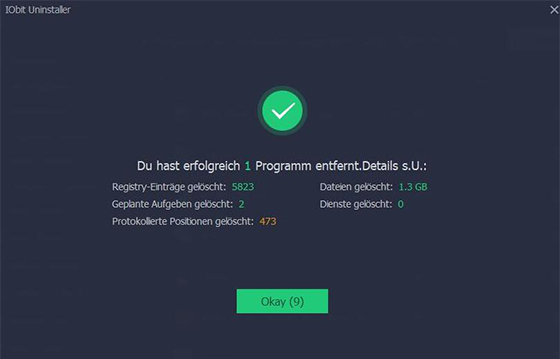 IObit Uninstaller
Du hast erfolgreich 1 Programm entfernt.Details s.U.:
Registry-Einträge gelöscht: 5823 Dateien gelöscht: 1.3 GB
Geplante Aufgeben gelöscht: 2 Dienste gelöscht: 0
Protokollierte Positionen gelöscht: 473
Okay (9)